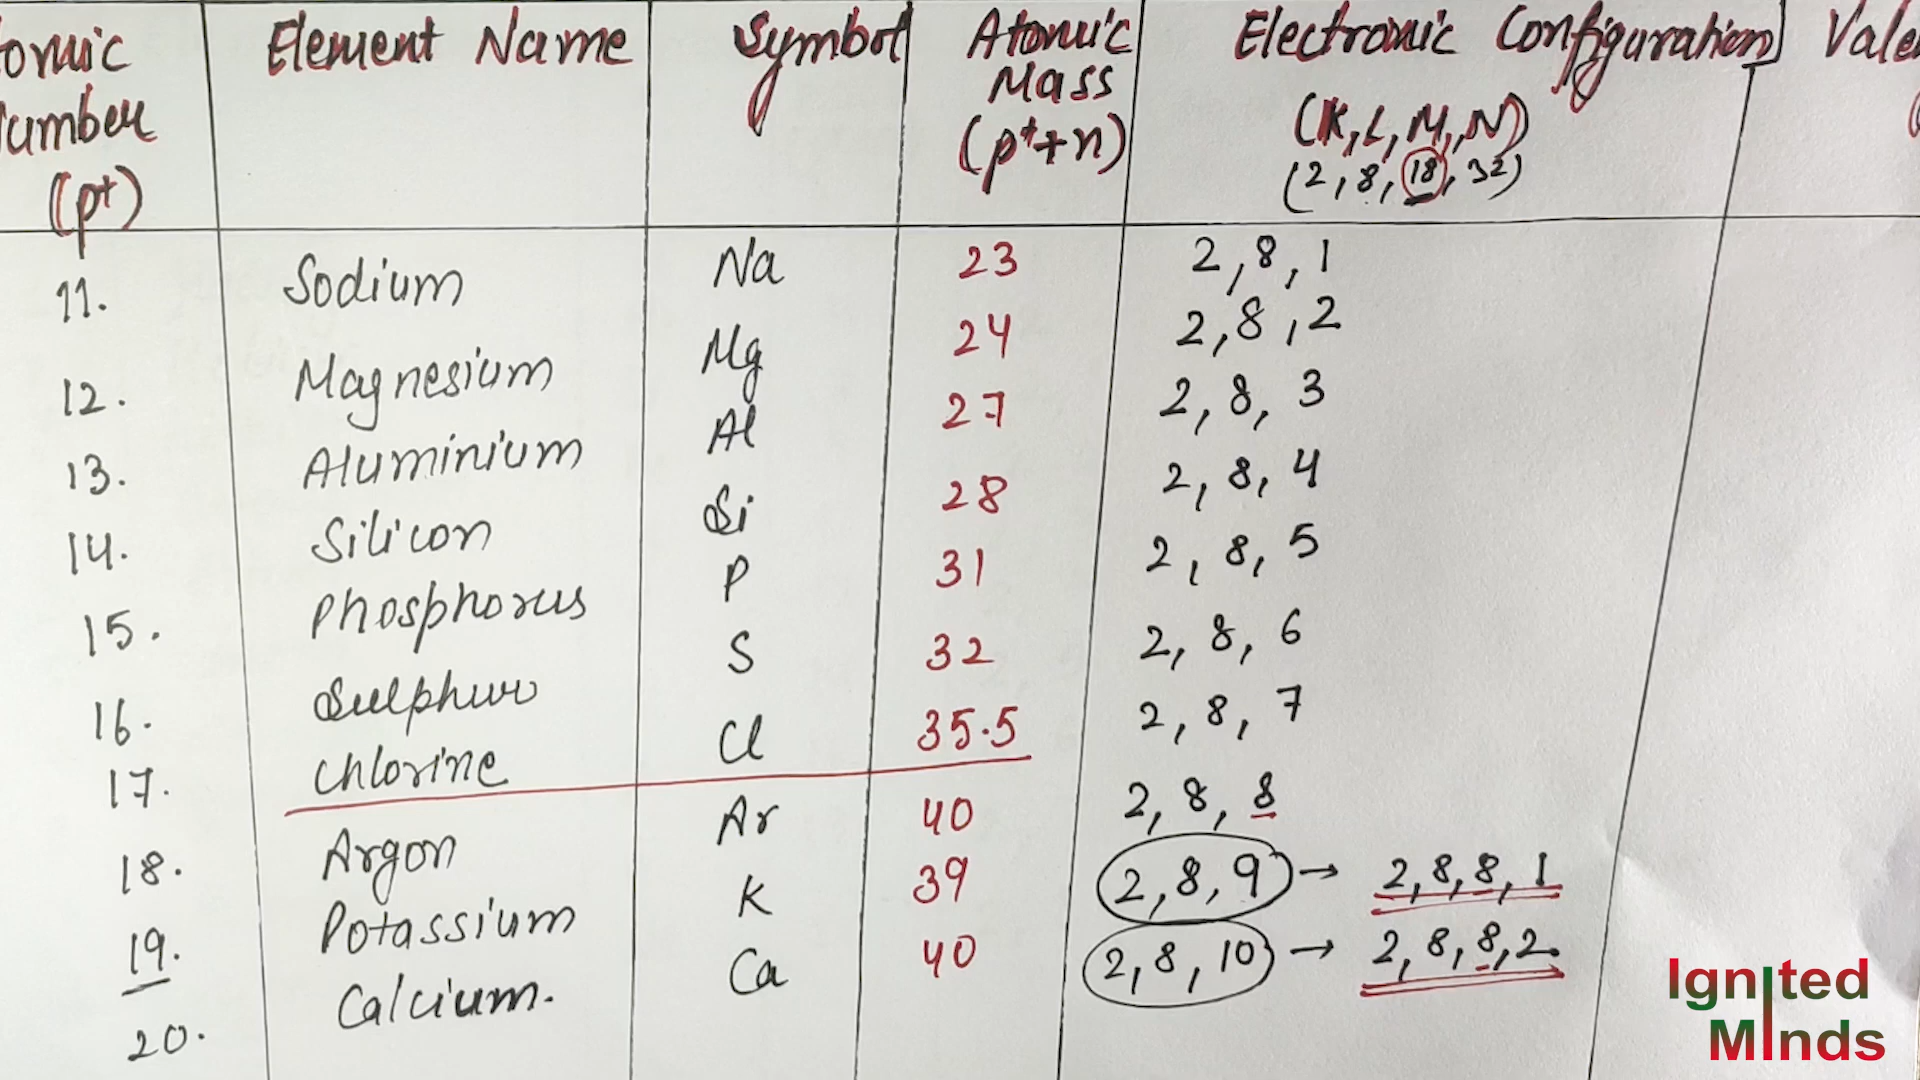 tomic Element Name Symbol Atomic Electronic Configuration Vale
umber Mass (K, L, M, N)
(p+) (p+ + n) (2, 8, 18, 32)
11. Sodium Na 23 2, 8, 1
12. Magnesium Mg 24 2, 8, 2
13. Aluminium Al 27 2, 8, 3
14. Silicon Si 28 2, 8, 4
15. Phosphorus P 31 2, 8, 5
16. Sulphur S 32 2, 8, 6
17. Chlorine Cl 35.5 2, 8, 7
18. Argon Ar 40 2, 8, 8
19. Potassium K 39 2, 8, 9 → 2, 8, 8, 1
20. Calcium. Ca 40 2, 8, 10 → 2, 8, 8, 2.
Ignited
Minds